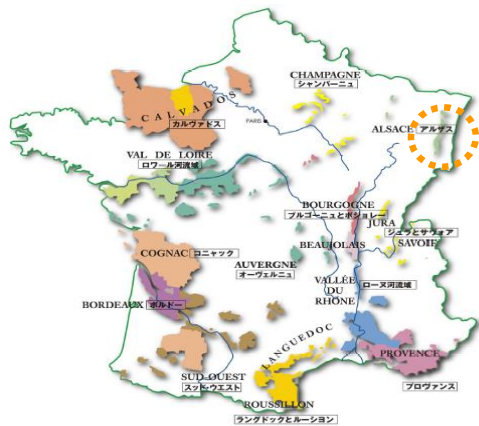 CHAMPAGNE
シャンパーニュ
CALVADOS
カルヴァドス
PARIS
ALSACE アルザス
VAL DE LOIRE
ロワール河流域
BOURGOGNE
ブルゴーニュとボジョレー
JURA
ジュラとサヴォア
SAVOIE
BEAUJOLAIS
COGNAC コニャック
AUVERGNE
オーヴェルニュ
VALLÉE
DU
RHÔNE
ローヌ河流域
BORDEAUX ボルドー
LANGUEDOC
PROVENCE
プロヴァンス
SUD-OUEST
スッド・ウエスト
ROUSSILLON
ラングドックとルーション